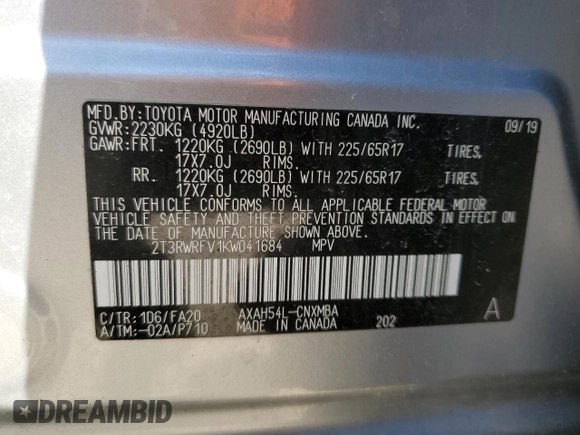 MFD. BY: TOYOTA MOTOR MANUFACTURING CANADA INC. 09/19
GVWR: 2230KG (4920LB)
GAWR: FRT. 1220KG (2690LB) WITH 225/65R17 TIRES,
17X7.0J RIMS.
RR. 1220KG (2690LB) WITH 225/65R17 TIRES,
17X7.0J RIMS.
THIS VEHICLE CONFORMS TO ALL APPLICABLE FEDERAL MOTOR
VEHICLE SAFETY AND THEFT PREVENTION STANDARDS IN EFFECT ON
THE DATE OF MANUFACTURE SHOWN ABOVE.
2T3RWRFV1KW041684 MPV
C/TR: 1D6/FA20 AXAH54L-CNXMBA
A/TM: -02A/P710 MADE IN CANADA 202 A
DREAMBID